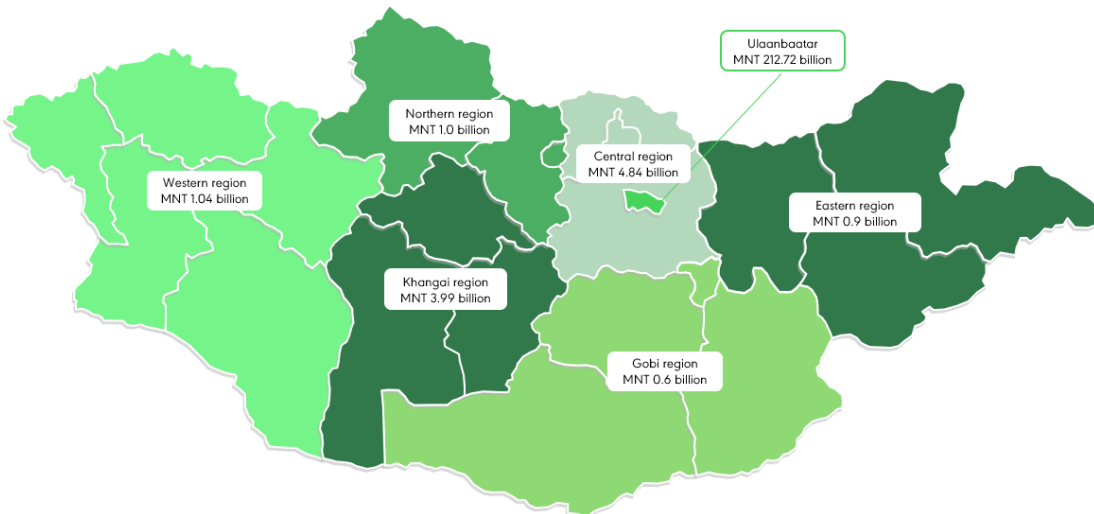 Ulaanbaatar
MNT 212.72 billion
Northern region
MNT 1.0 billion
Central region
MNT 4.84 billion
Western region
MNT 1.04 billion
Eastern region
MNT 0.9 billion
Khangai region
MNT 3.99 billion
Gobi region
MNT 0.6 billion